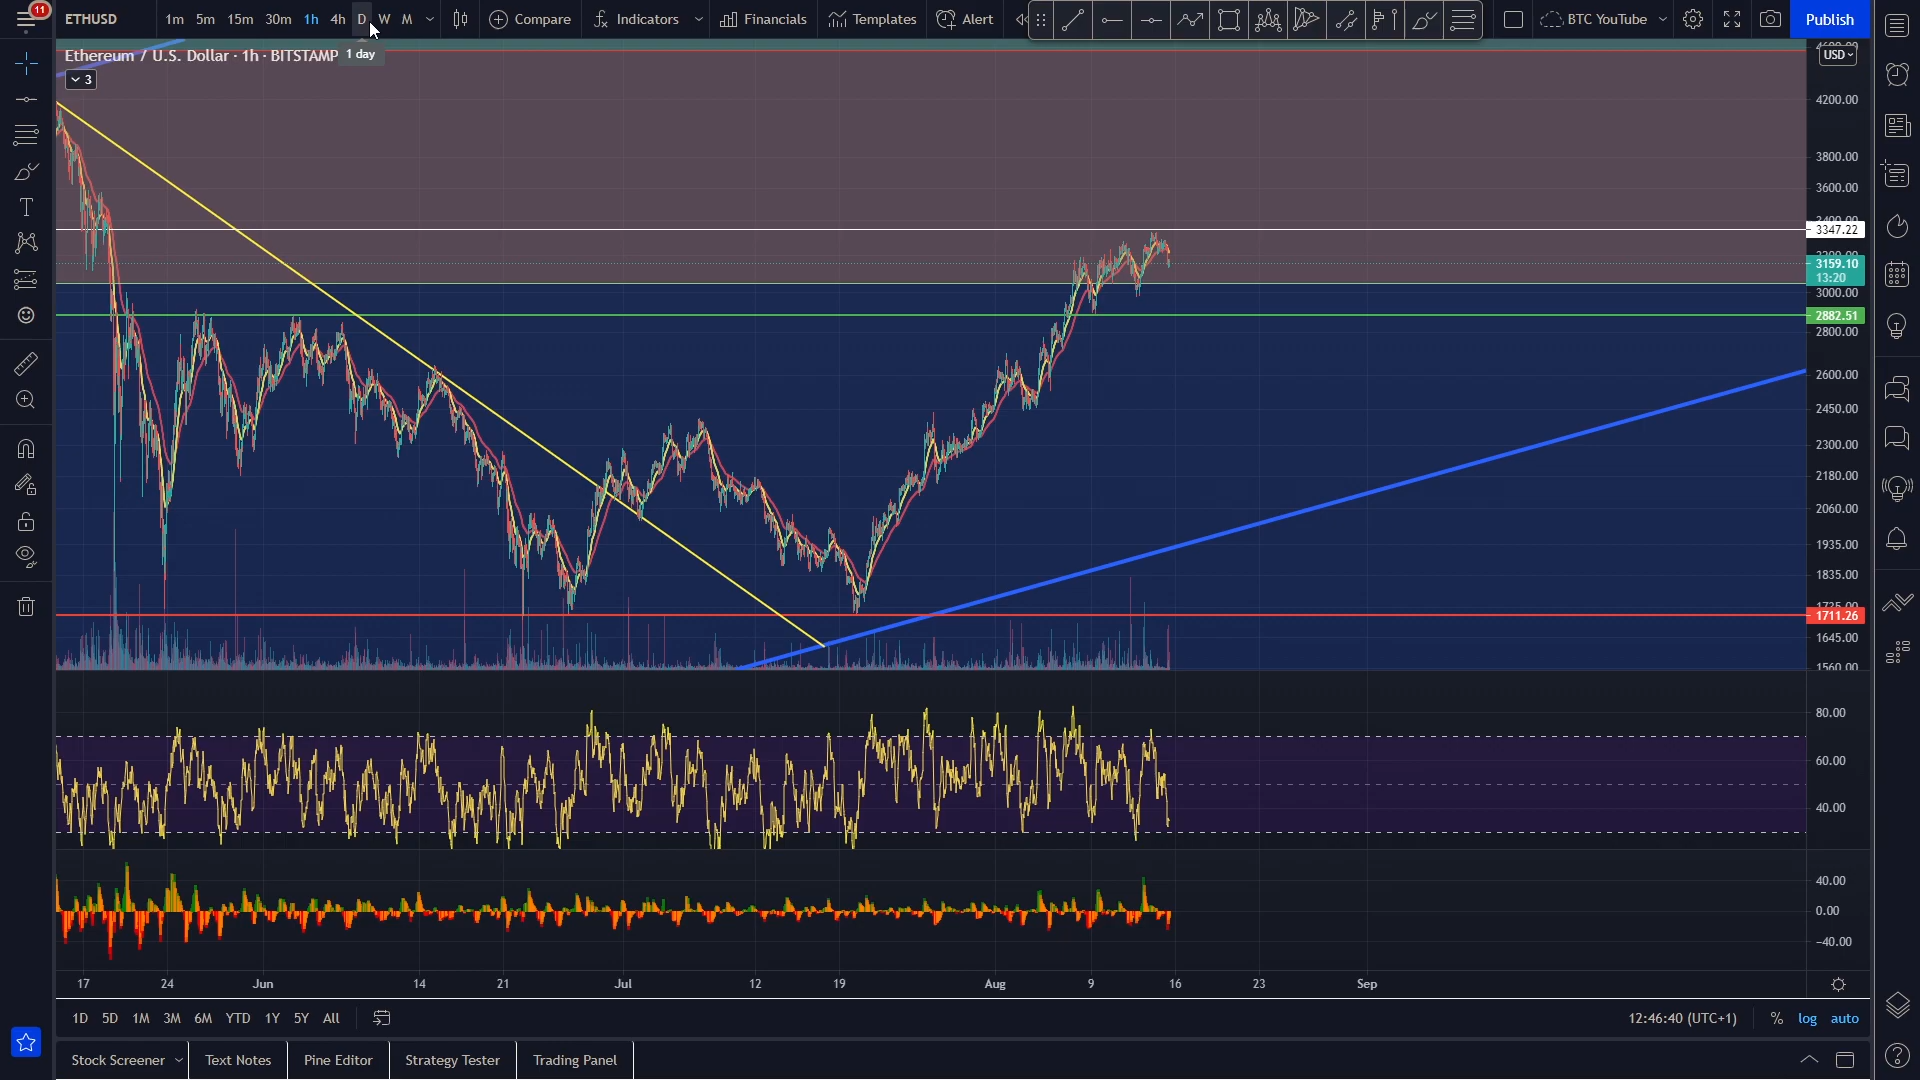 11
ETHUSD
1m 5m 15m 30m 1h 4h D W M
Compare
Indicators
Financials
Templates
Alert
BTC YouTube
Publish
Ethereum / U.S. Dollar · 1h · BITSTAMP
1 day
3
USD
4200.00
3800.00
3600.00
3347.22
3159.10
13:20
3000.00
2882.51
2800.00
2600.00
2450.00
2300.00
2180.00
2060.00
1935.00
1835.00
1711.26
1645.00
1560.00
80.00
60.00
40.00
40.00
0.00
−40.00
17 24 Jun 14 21 Jul 12 19 Aug 9 16 23 Sep
1D 5D 1M 3M 6M YTD 1Y 5Y All
12:46:40 (UTC+1)
% log auto
Stock Screener
Text Notes
Pine Editor
Strategy Tester
Trading Panel